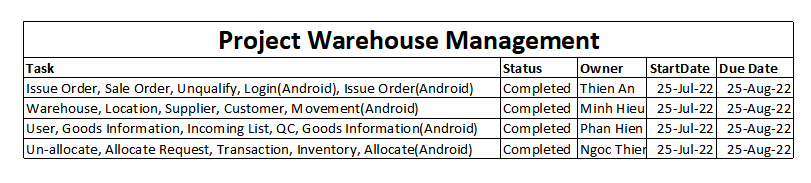 Project Warehouse Management
Task Status Owner StartDate Due Date
Issue Order, Sale Order, Unqualify, Login(Android), Issue Order(Android) Completed Thien An 25-Jul-22 25-Aug-22
Warehouse, Location, Supplier, Customer, Movement(Android) Completed Minh Hieu 25-Jul-22 25-Aug-22
User, Goods Information, Incoming List, QC, Goods Information(Android) Completed Phan Hien 25-Jul-22 25-Aug-22
Un-allocate, Allocate Request, Transaction, Inventory, Allocate(Android) Completed Ngoc Thier 25-Jul-22 25-Aug-22